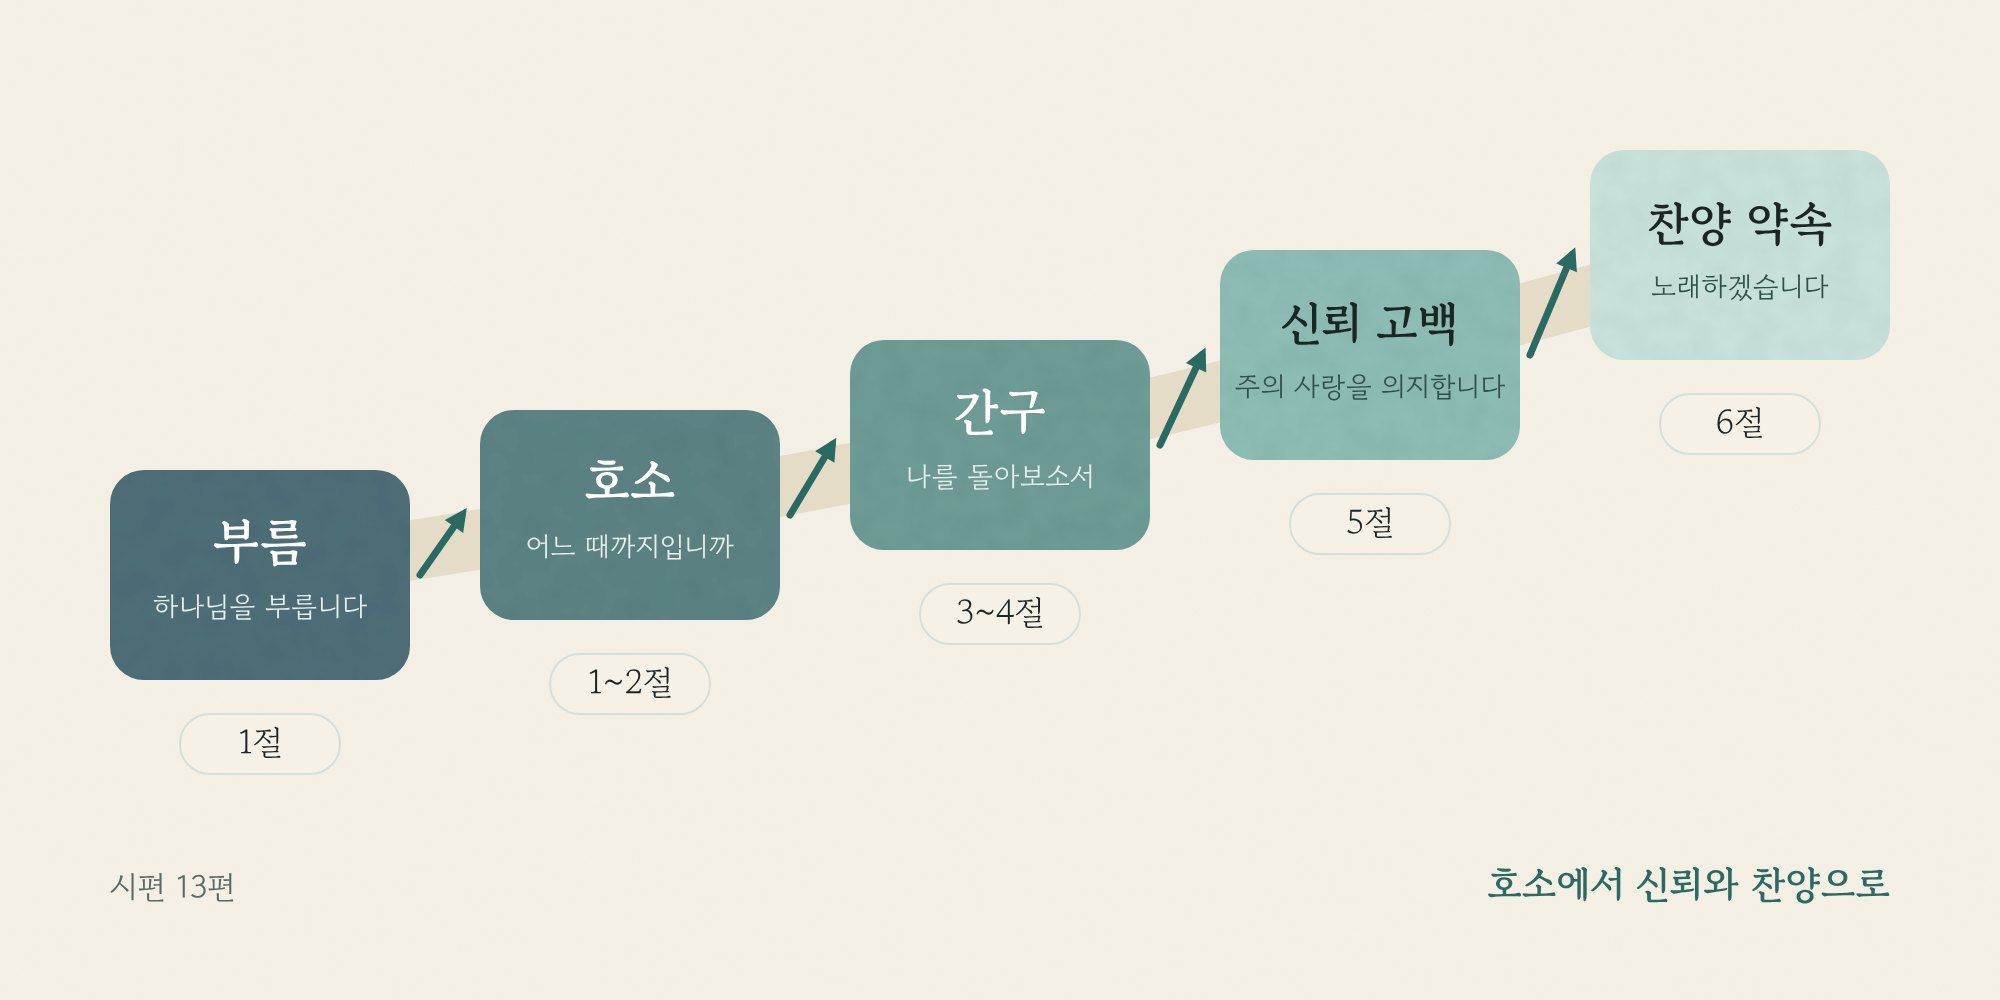 부름
하나님을 부릅니다
1절
호소
어느 때까지입니까
1~2절
간구
나를 돌아보소서
3~4절
신뢰 고백
주의 사랑을 의지합니다
5절
찬양 약속
노래하겠습니다
6절
시편 13편
호소에서 신뢰와 찬양으로